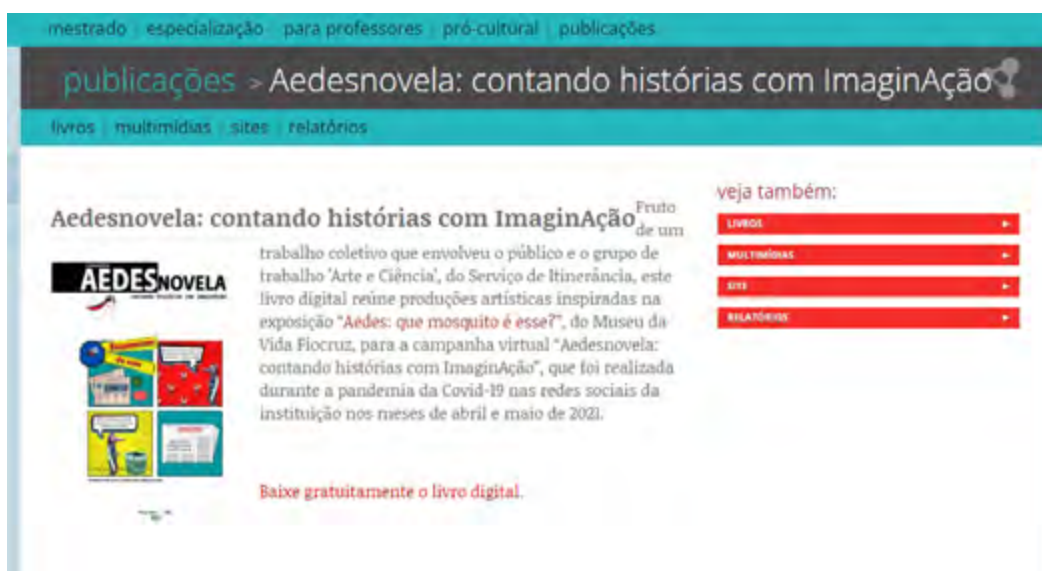 mestrado especialização para professores pró-cultural publicações
publicações > Aedesnovela: contando histórias com ImaginAção
livros multimídias sites relatórios
Aedesnovela: contando histórias com ImaginAção Fruto
de um
trabalho coletivo que envolveu o público e o grupo de
trabalho 'Arte e Ciência', do Serviço de Itinerância, este
livro digital reúne produções artísticas inspiradas na
exposição "Aedes: que mosquito é esse?", do Museu da
Vida Fiocruz, para a campanha virtual "Aedesnovela:
contando histórias com ImaginAção", que foi realizada
durante a pandemia da Covid-19 nas redes sociais da
instituição nos meses de abril e maio de 2021.
Baixe gratuitamente o livro digital.
AEDESNOVELA
veja também:
LIVROS
MULTIMÍDIAS
SITE
RELATÓRIOS